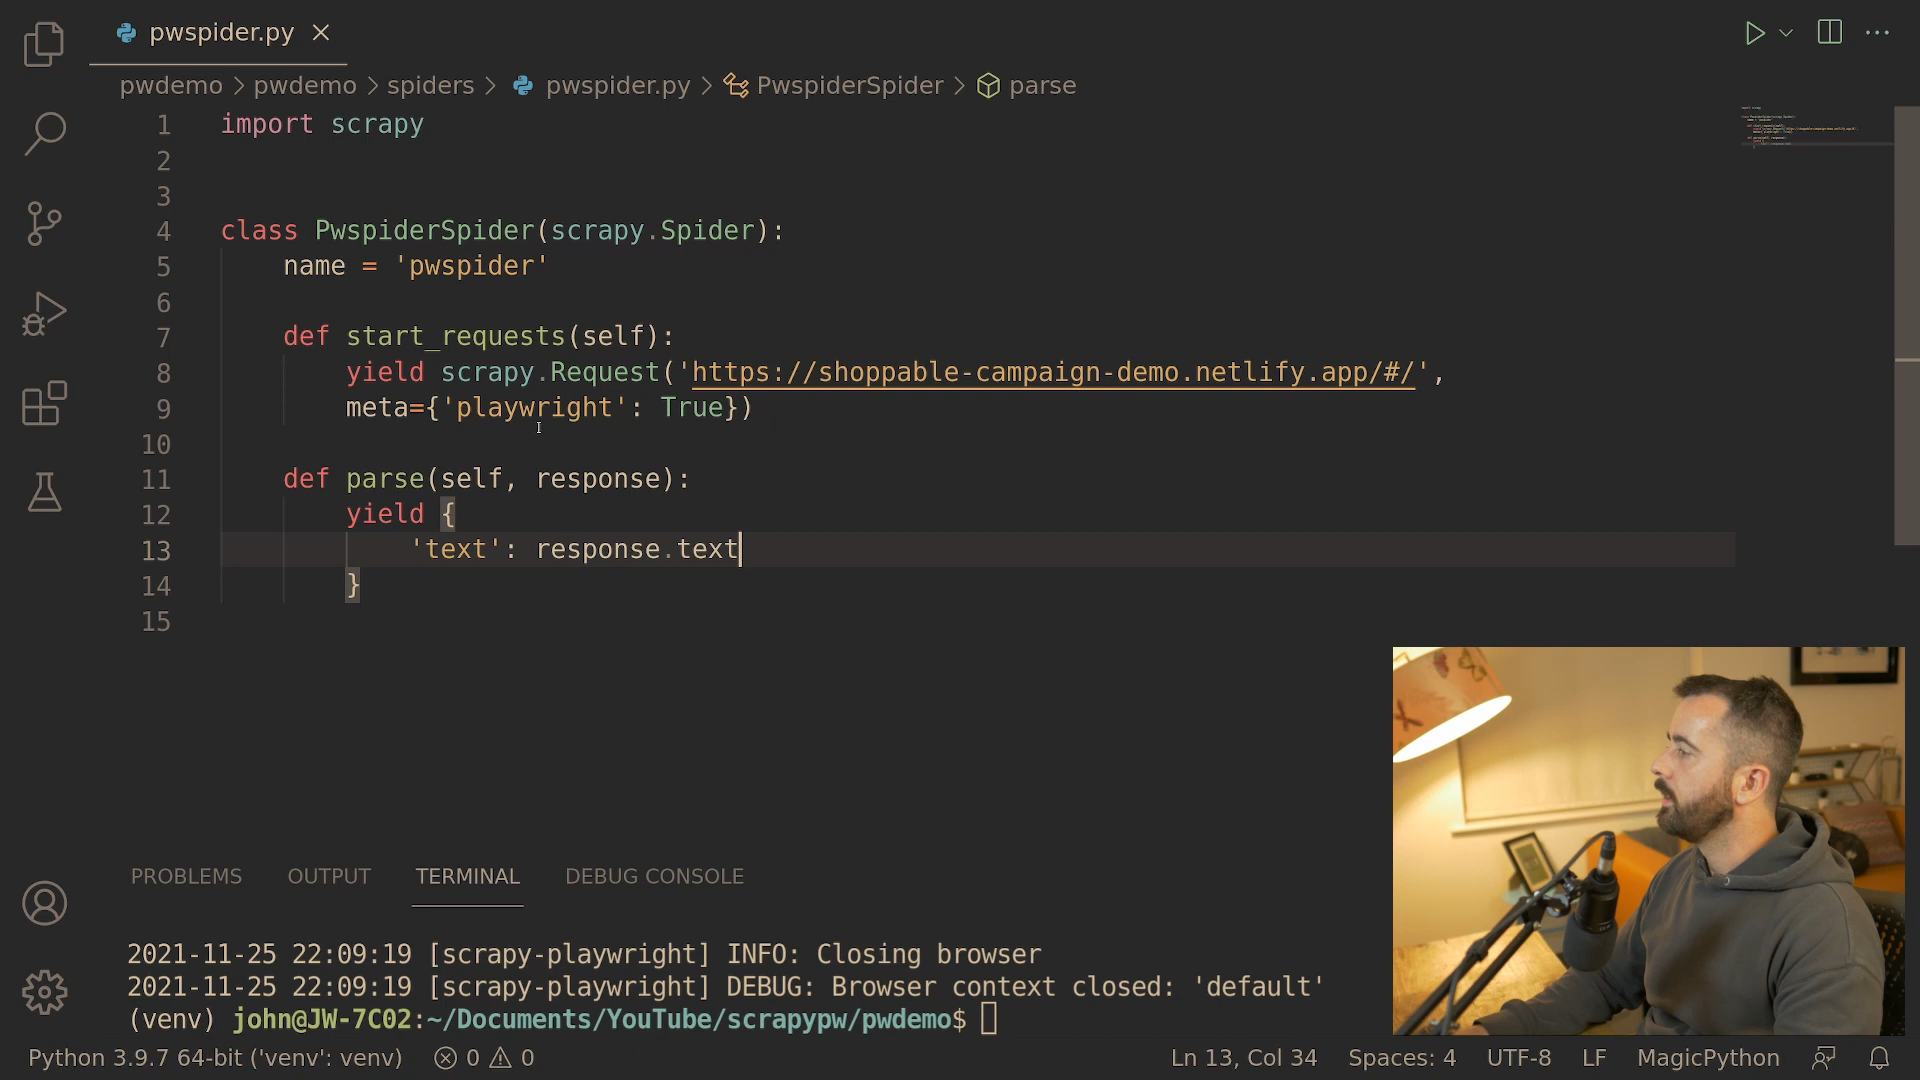 pwspider.py
pwdemo > pwdemo > spiders > pwspider.py > PwspiderSpider > parse
1 import scrapy
2
3
4 class PwspiderSpider(scrapy.Spider):
5 name = 'pwspider'
6
7 def start_requests(self):
8 yield scrapy.Request('https://shoppable-campaign-demo.netlify.app/#/',
9 meta={'playwright': True})
10
11 def parse(self, response):
12 yield {
13 'text': response.text
14 }
15
PROBLEMS OUTPUT TERMINAL DEBUG CONSOLE
2021-11-25 22:09:19 [scrapy-playwright] INFO: Closing browser
2021-11-25 22:09:19 [scrapy-playwright] DEBUG: Browser context closed: 'default'
(venv) john@JW-7C02:~/Documents/YouTube/scrapypw/pwdemo$
Python 3.9.7 64-bit ('venv': venv) 0 0 Ln 13, Col 34 Spaces: 4 UTF-8 LF MagicPython